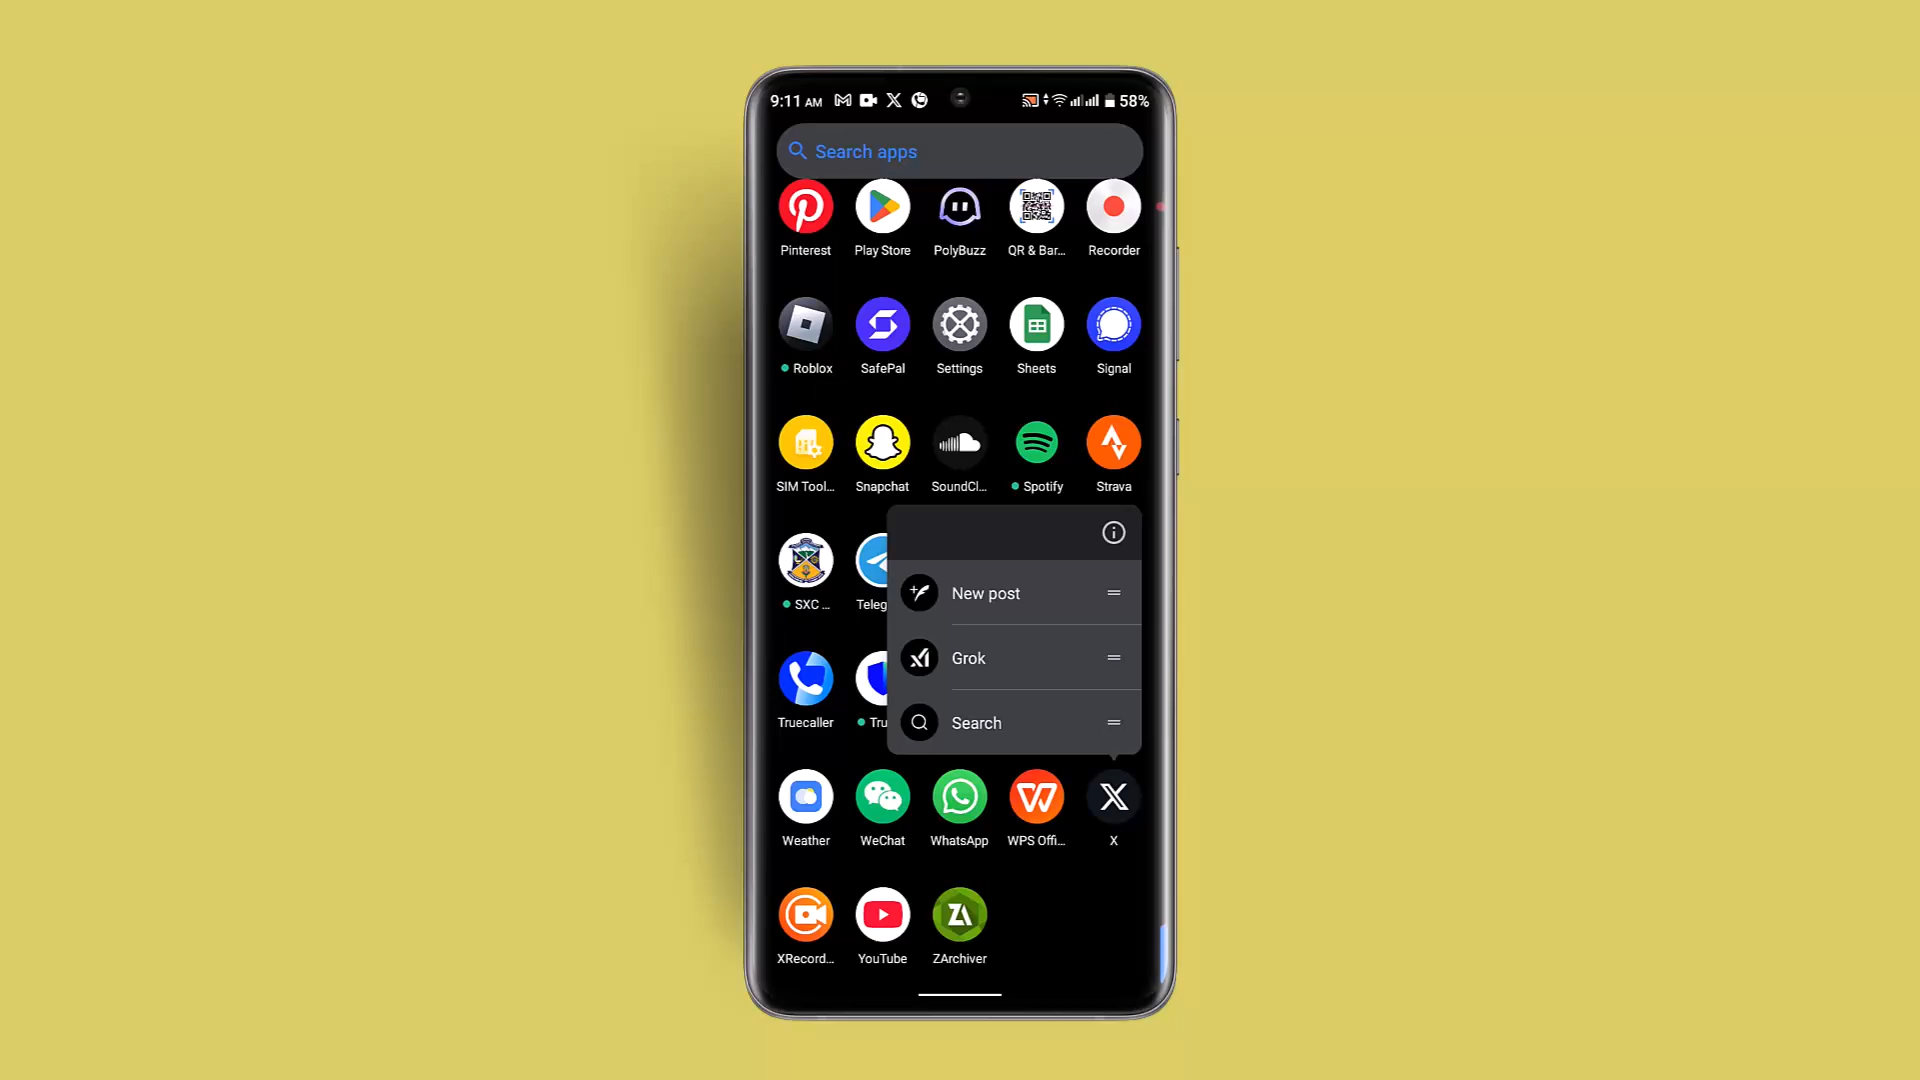 9:11 AM 58%
Search apps
Pinterest Play Store PolyBuzz QR & Bar... Recorder
Roblox SafePal Settings Sheets Signal
SIM Tool... Snapchat SoundCl... Spotify Strava
New post
SXC ... Teleg
Grok
Truecaller Tru
Search
Weather WeChat WhatsApp WPS Offi... X
XRecord... YouTube ZArchiver